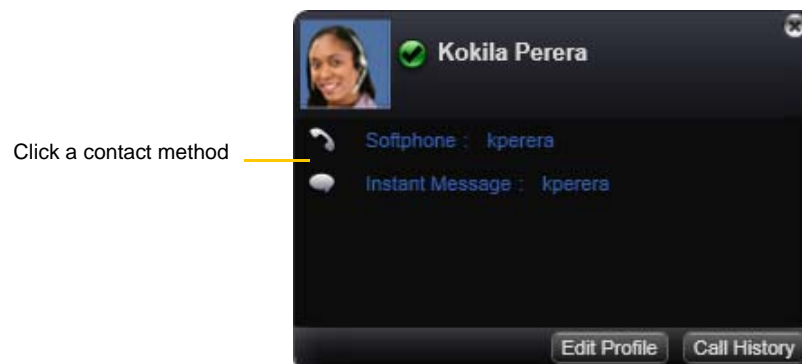 Kokila Perera
Click a contact method
Softphone : kperera
Instant Message : kperera
Edit Profile
Call History